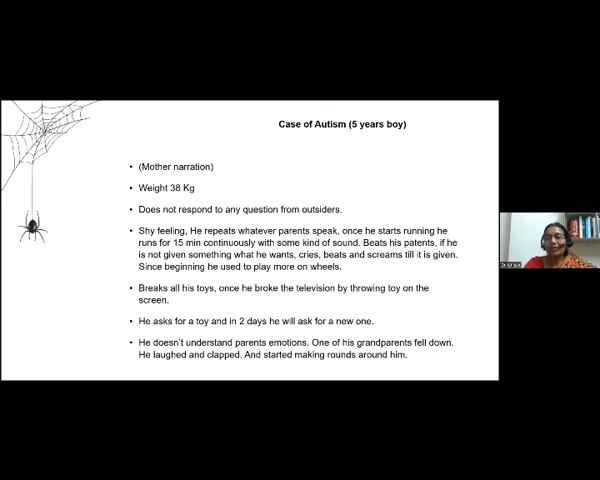 Case of Autism (5 years boy)
• (Mother narration)
• Weight 38 Kg
• Does not respond to any question from outsiders.
• Shy feeling, He repeats whatever parents speak, once he starts running he
runs for 15 min continuously with some kind of sound. Beats his patents, if he
is not given something what he wants, cries, beats and screams till it is given.
Since beginning he used to play more on wheels.
• Breaks all his toys, once he broke the television by throwing toy on the
screen.
• He asks for a toy and in 2 days he will ask for a new one.
• He doesn't understand parents emotions. One of his grandparents fell down.
He laughed and clapped. And started making rounds around him.